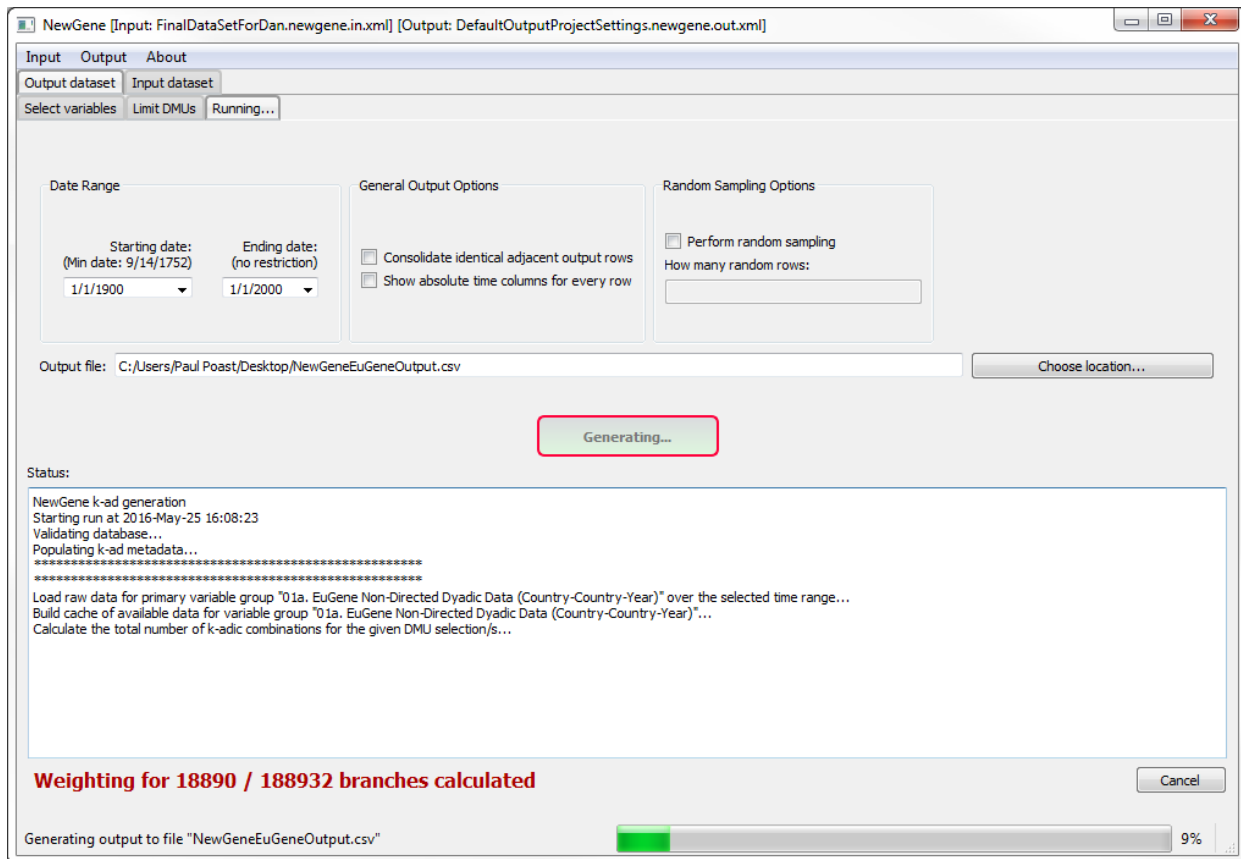 NewGene [Input: FinalDataSetForDan.newgene.in.xml] [Output: DefaultOutputProjectSettings.newgene.out.xml]
Input Output About
Output dataset Input dataset
Select variables Limit DMUs Running...
Date Range
Starting date:
(Min date: 9/14/1752)
1/1/1900
Ending date:
(no restriction)
1/1/2000
General Output Options
Consolidate identical adjacent output rows
Show absolute time columns for every row
Random Sampling Options
Perform random sampling
How many random rows:
Output file: C:/Users/Paul Poast/Desktop/NewGeneEuGeneOutput.csv Choose location...
Generating...
Status:
NewGene k-ad generation
Starting run at 2016-May-25 16:08:23
Validating database...
Populating k-ad metadata...
*****************************************************
*****************************************************
Load raw data for primary variable group "01a. EuGene Non-Directed Dyadic Data (Country-Country-Year)" over the selected time range...
Build cache of available data for variable group "01a. EuGene Non-Directed Dyadic Data (Country-Country-Year)"...
Calculate the total number of k-adic combinations for the given DMU selection/s...
Weighting for 18890 / 188932 branches calculated
Cancel
Generating output to file "NewGeneEuGeneOutput.csv" 9%